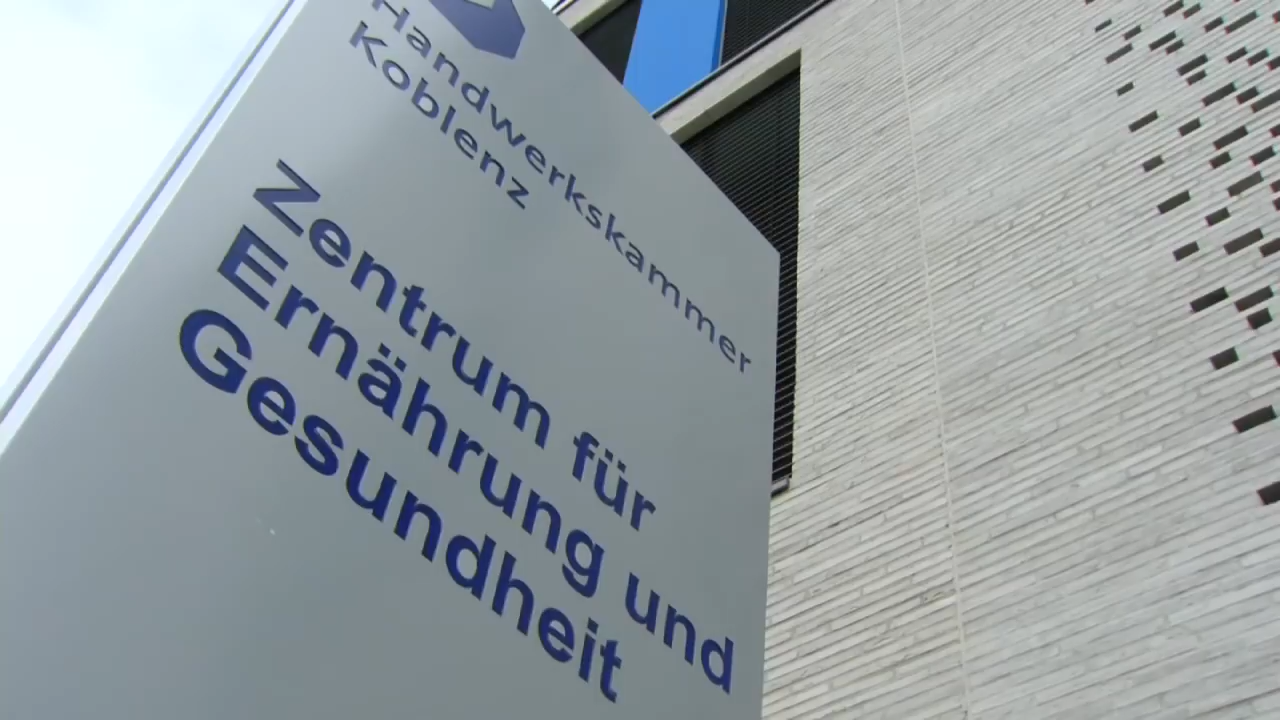 Handwerkskammer
Koblenz
Zentrum für
Ernährung und
Gesundheit